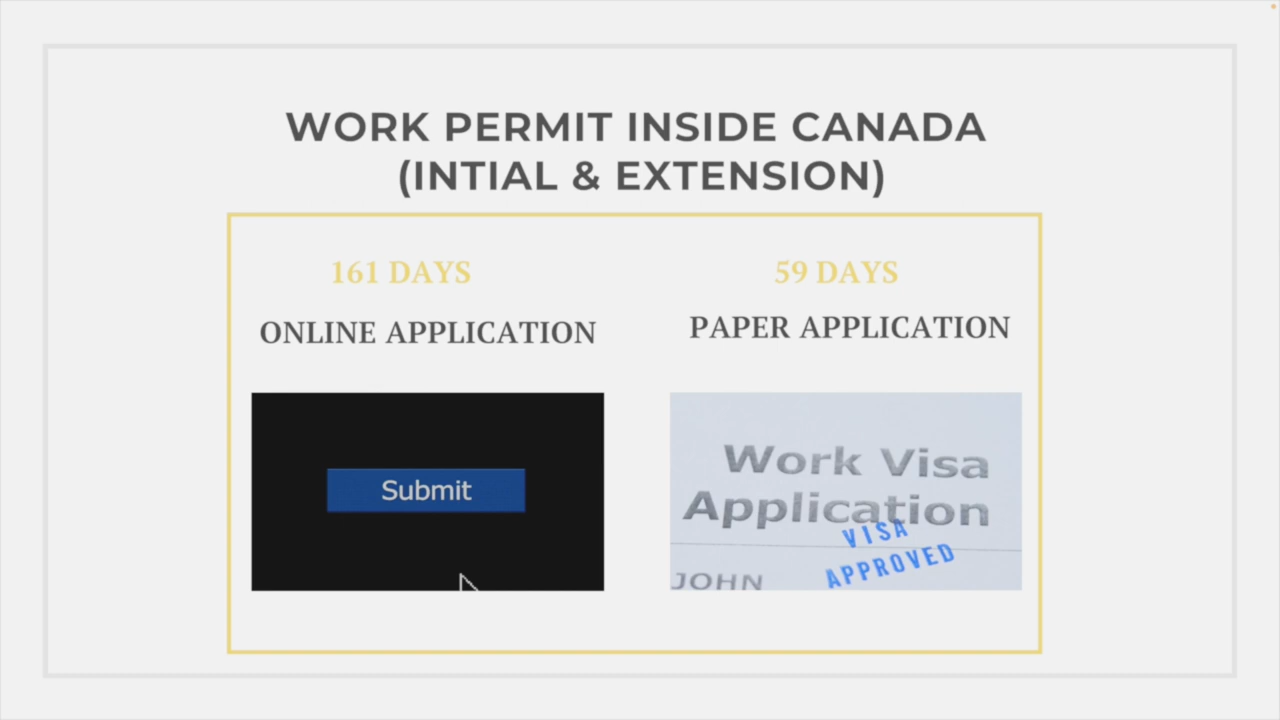 WORK PERMIT INSIDE CANADA
(INTIAL & EXTENSION)
161 DAYS
ONLINE APPLICATION
59 DAYS
PAPER APPLICATION
Submit
Work Visa
Application
VISA
APPROVED
JOHN